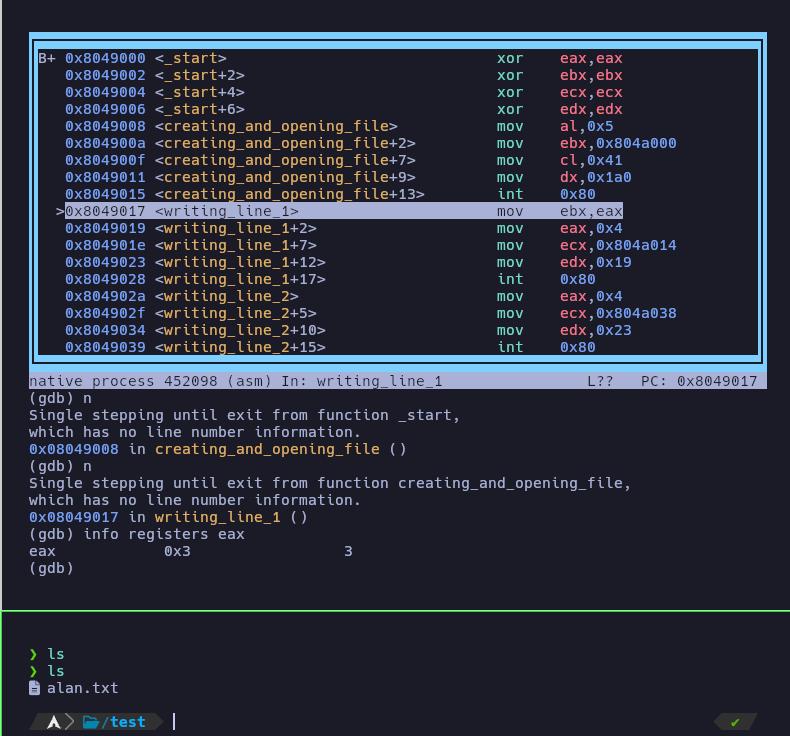 B+ 0x8049000 <_start> xor eax,eax
0x8049002 <_start+2> xor ebx,ebx
0x8049004 <_start+4> xor ecx,ecx
0x8049006 <_start+6> xor edx,edx
0x8049008 <creating_and_opening_file> mov al,0x5
0x804900a <creating_and_opening_file+2> mov ebx,0x804a000
0x804900f <creating_and_opening_file+7> mov cl,0x41
0x8049011 <creating_and_opening_file+9> mov dx,0x1a0
0x8049015 <creating_and_opening_file+13> int 0x80
>0x8049017 <writing_line_1> mov ebx,eax
0x8049019 <writing_line_1+2> mov eax,0x4
0x804901e <writing_line_1+7> mov ecx,0x804a014
0x8049023 <writing_line_1+12> mov edx,0x19
0x8049028 <writing_line_1+17> int 0x80
0x804902a <writing_line_2> mov eax,0x4
0x804902f <writing_line_2+5> mov ecx,0x804a038
0x8049034 <writing_line_2+10> mov edx,0x23
0x8049039 <writing_line_2+15> int 0x80
native process 452098 (asm) In: writing_line_1 L?? PC: 0x8049017
(gdb) n
Single stepping until exit from function _start,
which has no line number information.
0x08049008 in creating_and_opening_file ()
(gdb) n
Single stepping until exit from function creating_and_opening_file,
which has no line number information.
0x08049017 in writing_line_1 ()
(gdb) info registers eax
eax 0x3 3
(gdb)
❯ ls
❯ ls
alan.txt
/test